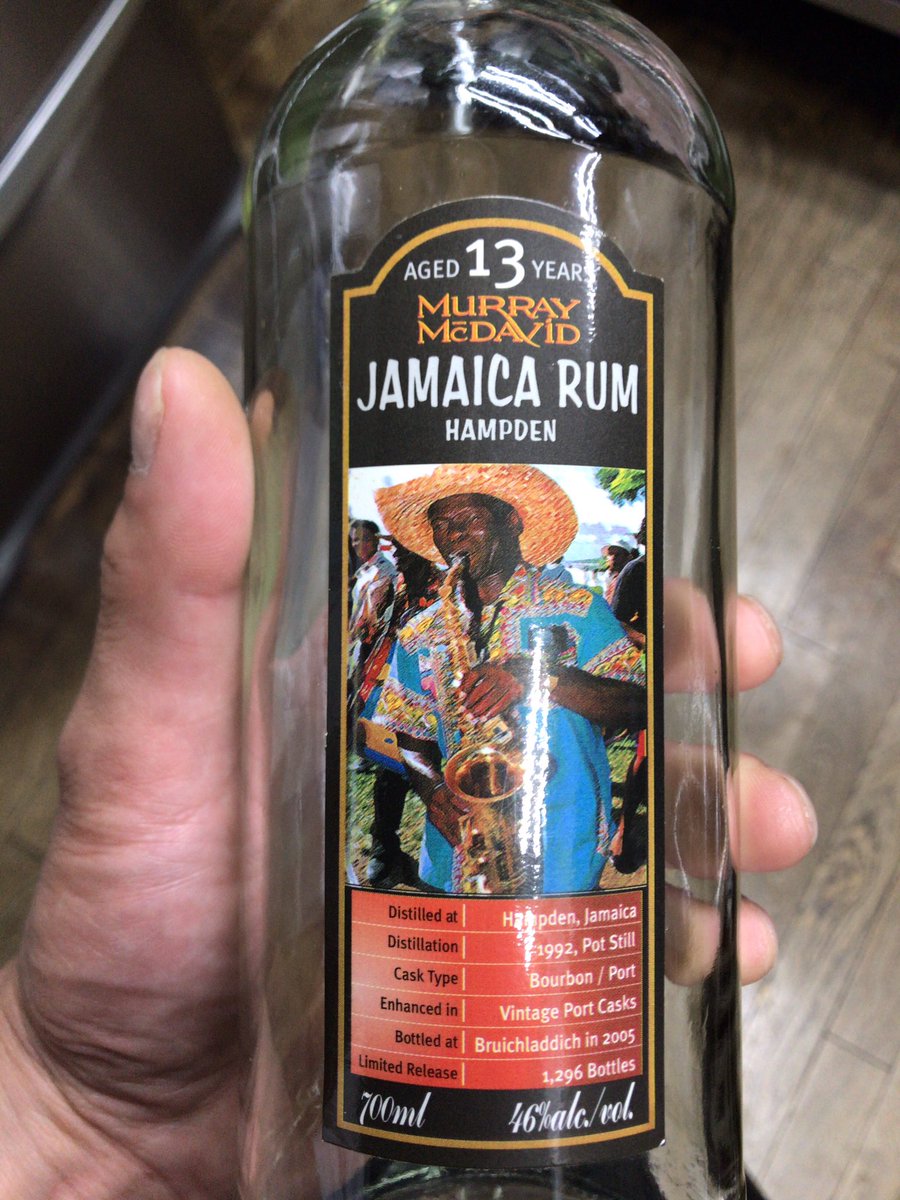 AGED 13 YEARS
MURRAY
McDAVID
JAMAICA RUM
HAMPDEN
Distilled at Hampden, Jamaica
Distillation 1992, Pot Still
Cask Type Bourbon / Port
Enhanced in Vintage Port Casks
Bottled at Bruichladdich in 2005
Limited Release 1,296 Bottles
700ml 46%alc./vol.